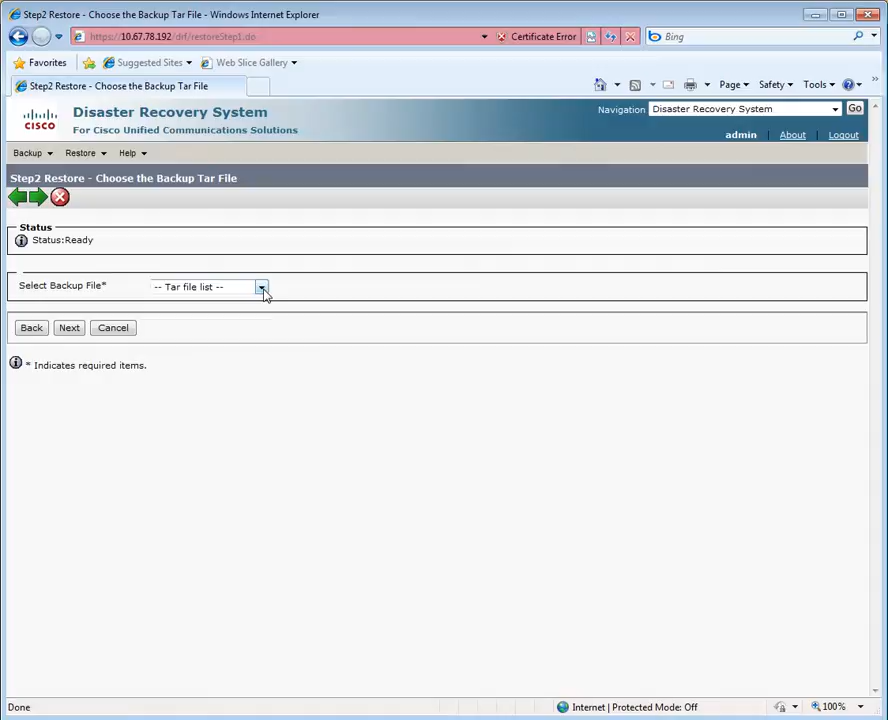 Step2 Restore - Choose the Backup Tar File - Windows Internet Explorer
https://10.67.78.192/drf/restoreStep1.do
Certificate Error
Bing
Favorites
Suggested Sites
Web Slice Gallery
Step2 Restore - Choose the Backup Tar File
Page
Safety
Tools
CISCO
Disaster Recovery System
For Cisco Unified Communications Solutions
Navigation
Disaster Recovery System
Go
admin
About
Logout
Backup
Restore
Help
Step2 Restore - Choose the Backup Tar File
Status
Status:Ready
Select Backup File*
-- Tar file list --
Back
Next
Cancel
* Indicates required items.
Done
Internet | Protected Mode: Off
100%